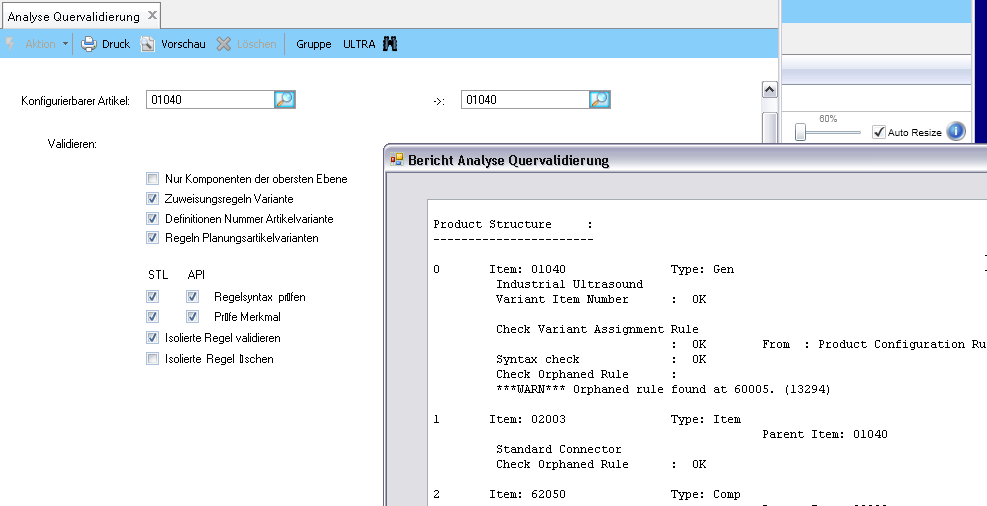 Analyse Quervalidierung
Aktion Druck Vorschau Löschen Gruppe ULTRA
Konfigurierbarer Artikel: 01040 ->: 01040
60%
Auto Resize
Validieren:
Nur Komponenten der obersten Ebene
Zuweisungsregeln Variante
Definitionen Nummer Artikelvariante
Regeln Planungsartikelvarianten
STL API
Regelsyntax prüfen
Prüfe Merkmal
Isolierte Regel validieren
Isolierte Regel löschen
Bericht Analyse Quervalidierung
Product Structure :
-----------------------
0 Item: 01040 Type: Gen
Industrial Ultrasound
Variant Item Number : OK
Check Variant Assignment Rule
: OK From : Product Configuration Ru
Syntax check : OK
Check Orphaned Rule :
***WARN*** Orphaned rule found at 60005. (13294)
1 Item: 02003 Type: Item
Parent Item: 01040
Standard Connector
Check Orphaned Rule : OK
2 Item: 62050 Type: Comp